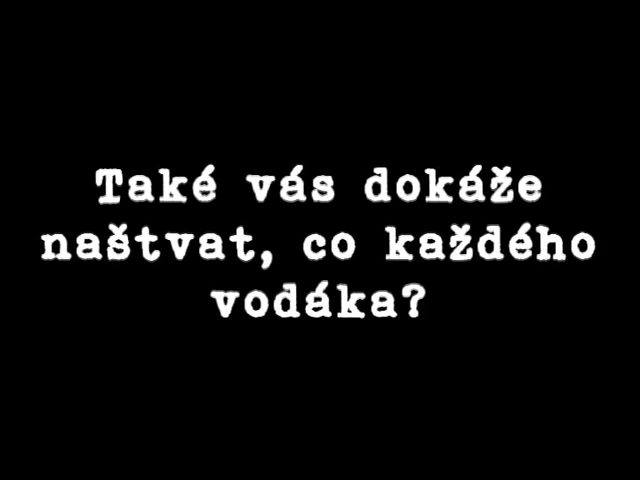 Také vás dokáže
naštvat, co každého
vodáka?